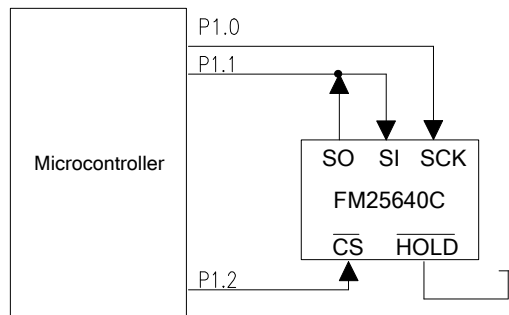 P1.0
P1.1
Microcontroller
SO SI SCK
FM25640C
CS HOLD
P1.2